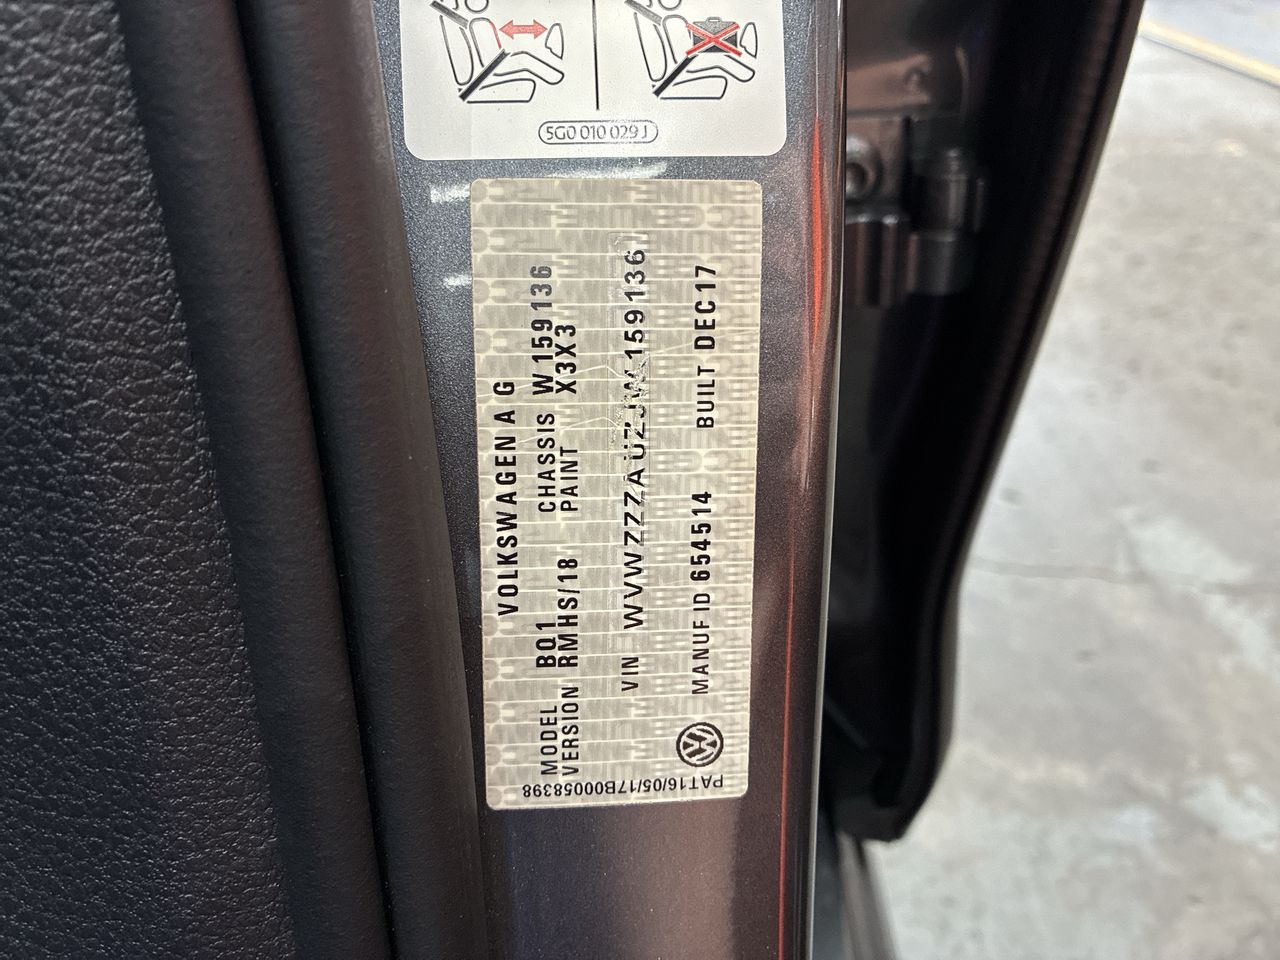 5G0 010 029 J
VOLKSWAGEN A G
MODEL BQ1 CHASSIS W 159136
VERSION RMHS/18 PAINT X3X3
VIN WVWZZZAUZJW159136
MANUF ID 654514 BUILT DEC17
PAT16/05/17B00058398